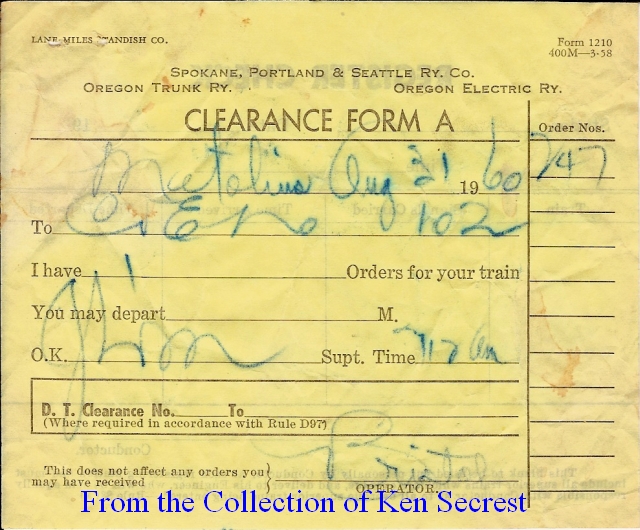 LANE-MILES STANDISH CO.
Form 1210
400M—3-58
SPOKANE, PORTLAND & SEATTLE RY. CO.
OREGON TRUNK RY. OREGON ELECTRIC RY.
CLEARANCE FORM A
Order Nos.
Aug 31 1960
747
To C&E No 102
I have 1 Orders for your train
You may depart M.
O.K. Supt. Time 717 Am
D. T. Clearance No. To
(Where required in accordance with Rule D97)
This does not affect any orders you
may have received
OPERATOR.
From the Collection of Ken Secrest